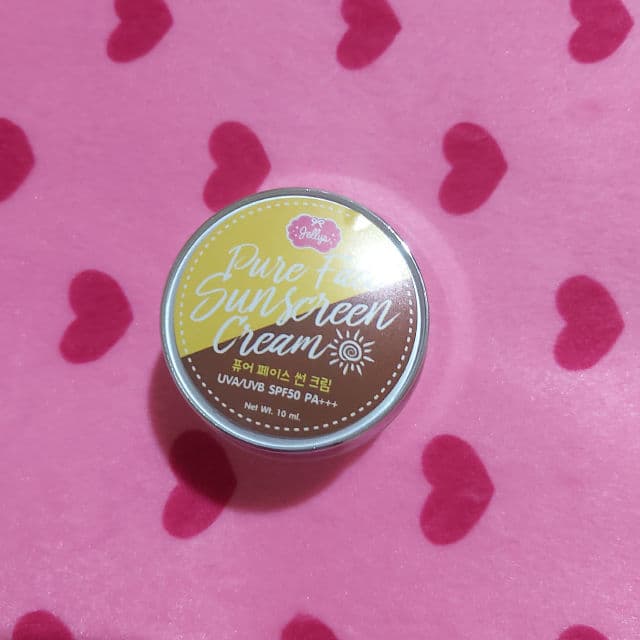 Jellys
Pure Face
Sunscreen
Cream
퓨어 페이스 썬 크림
UVA/UVB SPF50 PA+++
Net Wt. 10 ml.